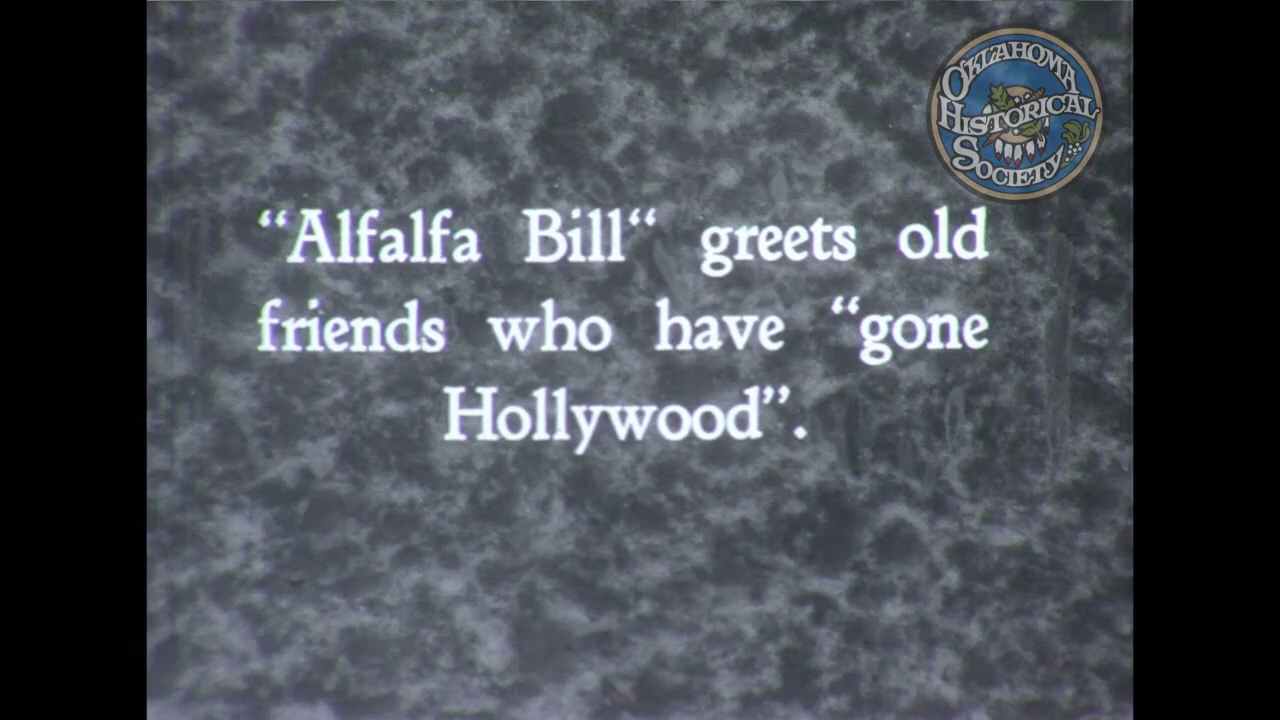 OKLAHOMA
HISTORICAL
SOCIETY
“Alfalfa Bill“ greets old
friends who have “gone
Hollywood”.